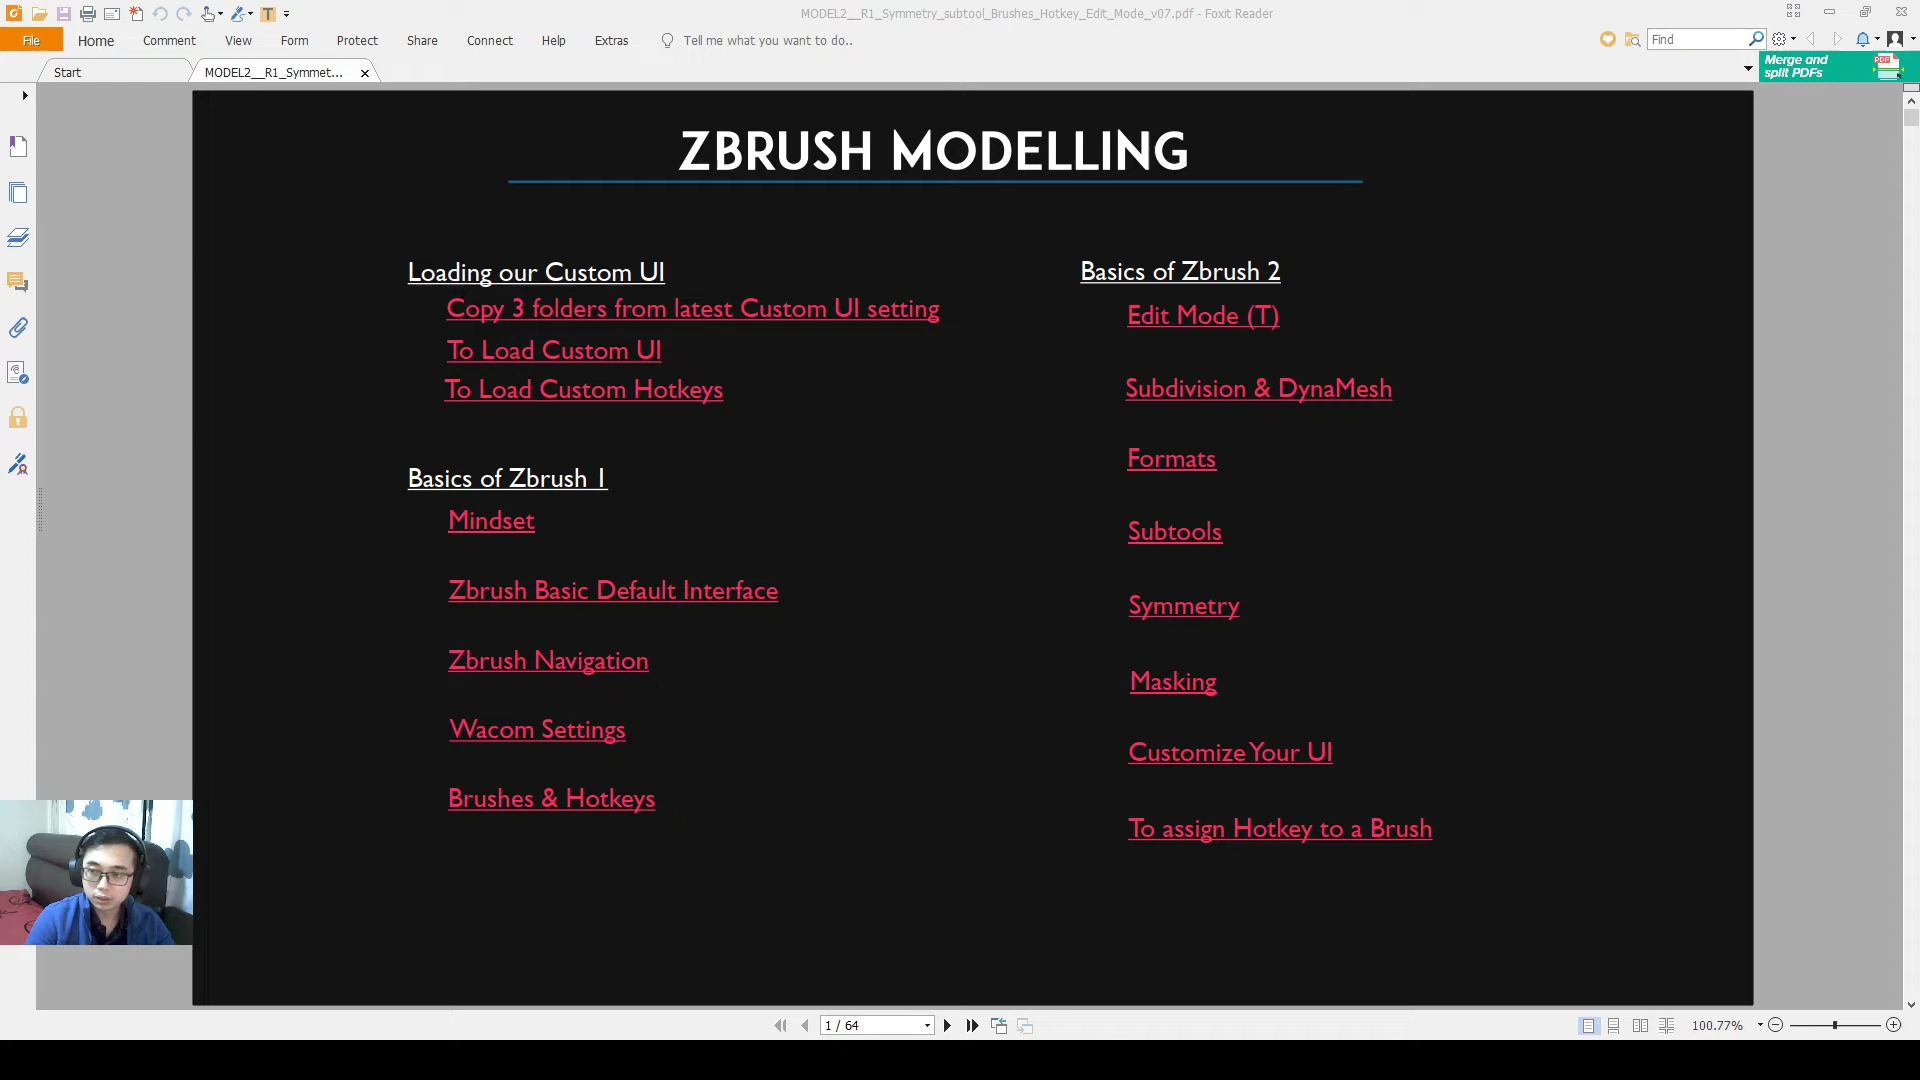 MODEL2__R1_Symmetry_subtool_Brushes_Hotkey_Edit_Mode_v07.pdf - Foxit Reader
File Home Comment View Form Protect Share Connect Help Extras Tell me what you want to do.. Find
Start MODEL2__R1_Symmet...
Merge and
split PDFs
ZBRUSH MODELLING
Loading our Custom UI
Copy 3 folders from latest Custom UI setting
To Load Custom UI
To Load Custom Hotkeys
Basics of Zbrush 1
Mindset
Zbrush Basic Default Interface
Zbrush Navigation
Wacom Settings
Brushes & Hotkeys
Basics of Zbrush 2
Edit Mode (T)
Subdivision & DynaMesh
Formats
Subtools
Symmetry
Masking
Customize Your UI
To assign Hotkey to a Brush
1 / 64
100.77%